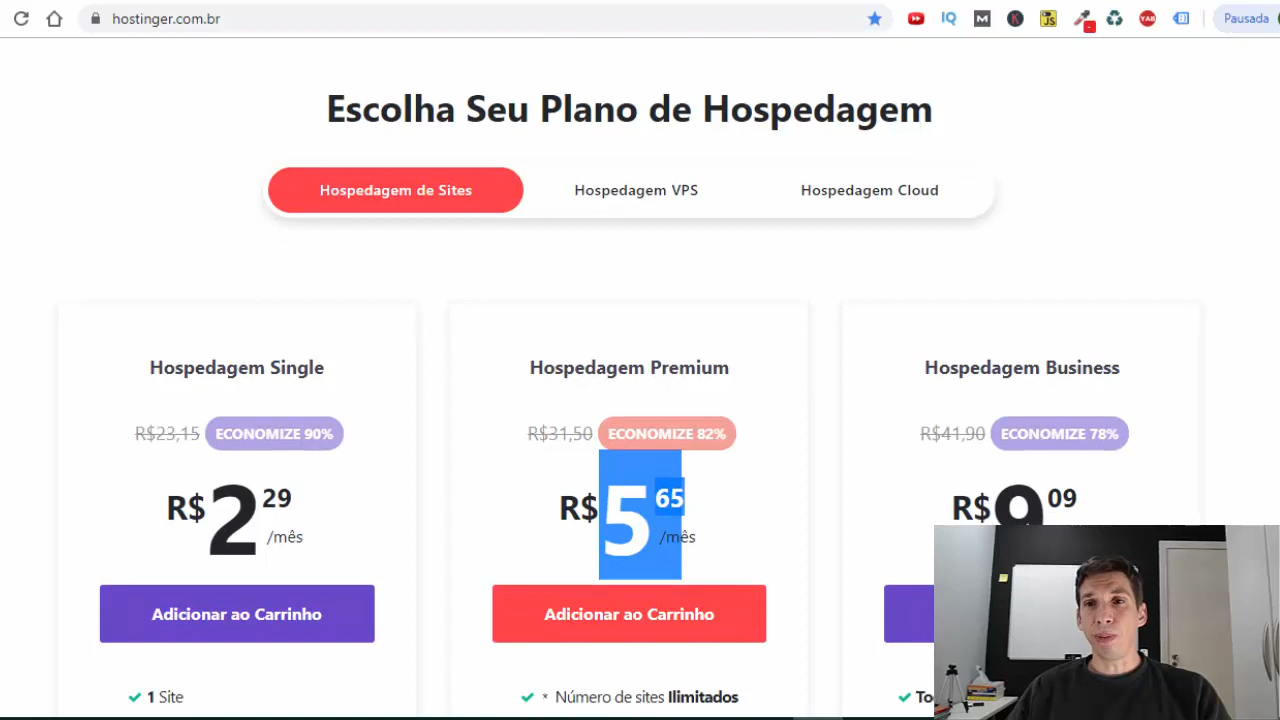 hostinger.com.br
IQ
M
K
JS
YAB
Pausada
Escolha Seu Plano de Hospedagem
Hospedagem de Sites
Hospedagem VPS
Hospedagem Cloud
Hospedagem Single
R$23,15 ECONOMIZE 90%
R$2 29 /mês
Adicionar ao Carrinho
✓ 1 Site
Hospedagem Premium
R$31,50 ECONOMIZE 82%
R$5 65 /mês
Adicionar ao Carrinho
✓ * Número de sites Ilimitados
Hospedagem Business
R$41,90 ECONOMIZE 78%
R$9 09